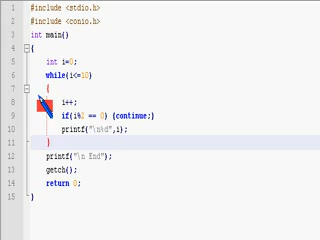 1 #include <stdio.h>
2 #include <conio.h>
3 int main()
4 {
5 int i=0;
6 while(i<=10)
7 {
8 i++;
9 if(i%2 == 0) {continue;}
10 printf("\n%d",i);
11 }
12 printf("\n End");
13 getch();
14 return 0;
15 }